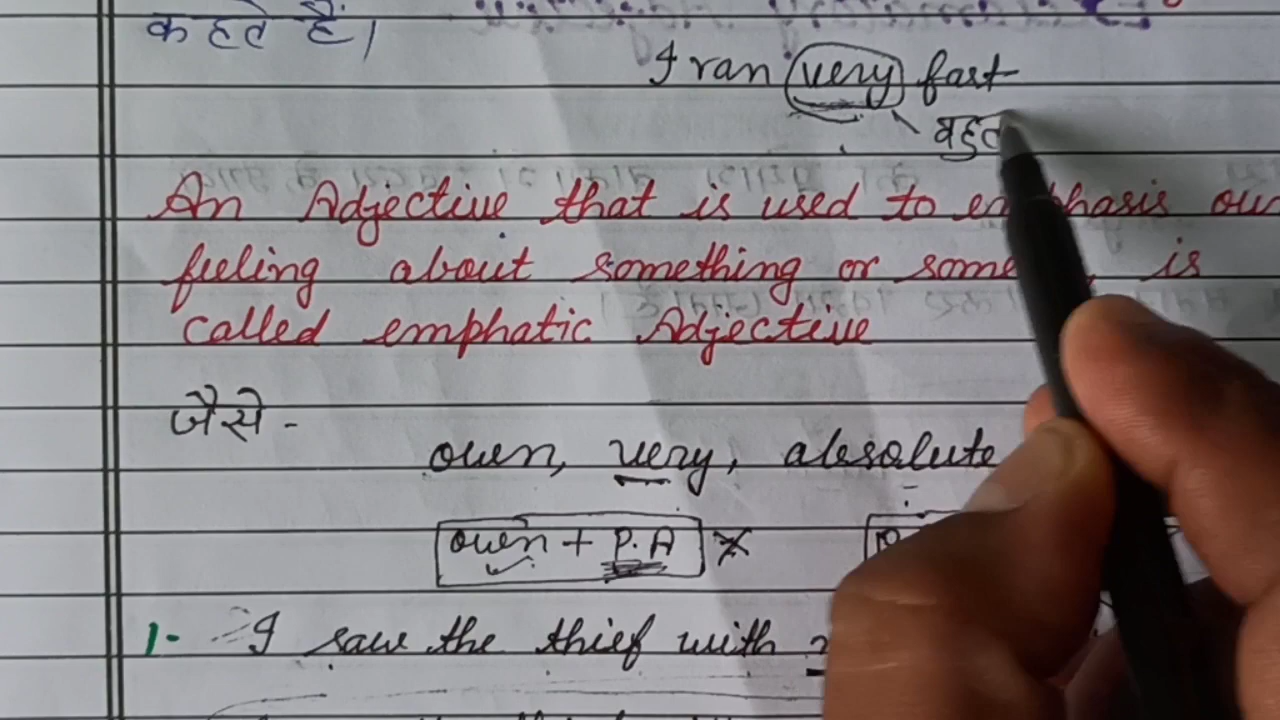 कहते हैं।
I ran very fast
बहुत
An Adjective that is used to emphasis our
feeling about something or some is
called emphatic Adjective
जैसे -
own, very, absolute
own + P.A
1- I saw the thief with